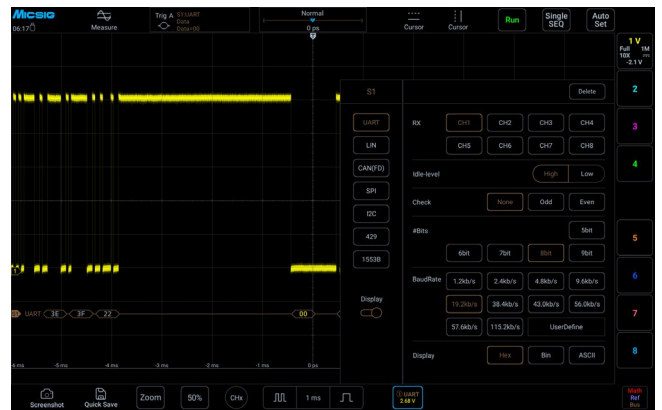 Micsig
06:17
Measure
Trig A S1:UART
Data
Data=00
Normal
0 ps
T
Cursor
Cursor
Run
Single
SEQ
Auto
Set
1 V
Full 1M
10X
-2.1 V
2
3
4
5
6
7
8
S1
Delete
UART
LIN
CAN(FD)
SPI
I2C
429
1553B
Display
RX
CH1
CH2
CH3
CH4
CH5
CH6
CH7
CH8
Idle-level
High
Low
Check
None
Odd
Even
#Bits
5bit
6bit
7bit
8bit
9bit
BaudRate
1.2kb/s
2.4kb/s
4.8kb/s
9.6kb/s
19.2kb/s
38.4kb/s
43.0kb/s
56.0kb/s
57.6kb/s
115.2kb/s
UserDefine
Display
Hex
Bin
ASCII
1
S1 UART 3E 3F 22 00
-5 ms
-4 ms
-3 ms
-2 ms
-1 ms
0 ps
Screenshot
Quick Save
Zoom
50%
CHx
1 ms
1 UART
2.68 V
Math
Ref
Bus